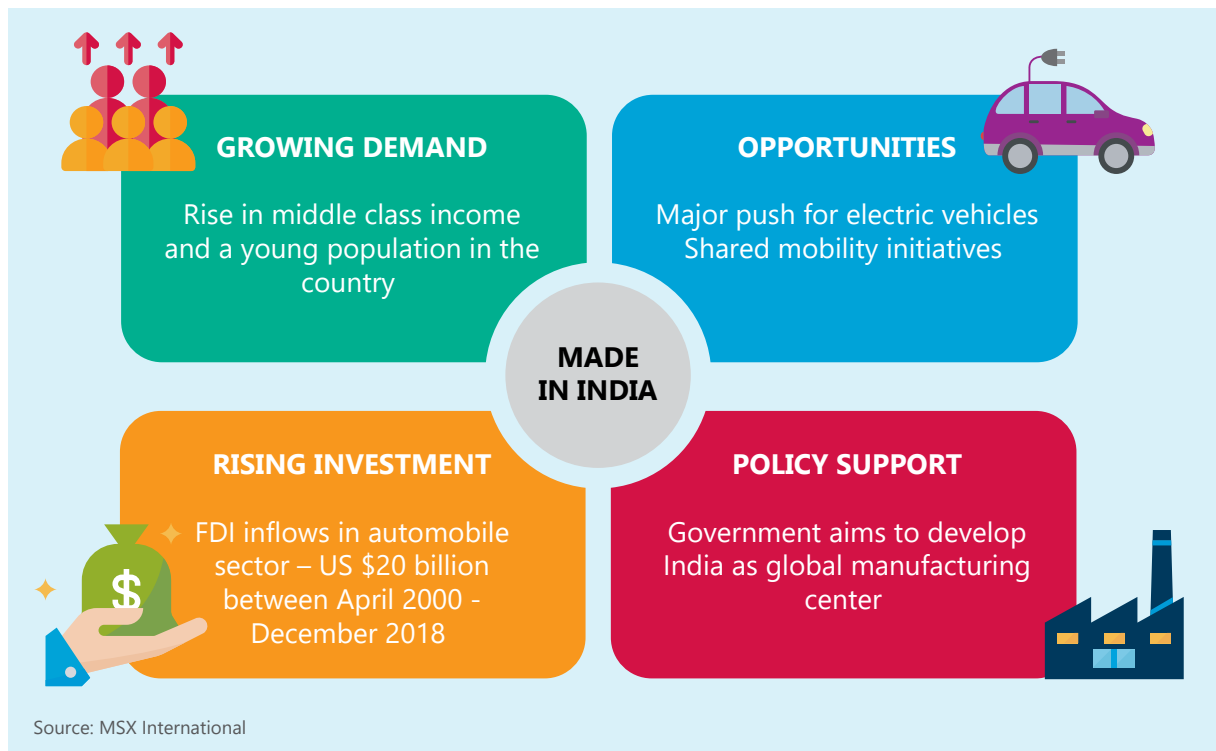 GROWING DEMAND
Rise in middle class income
and a young population in the
country
OPPORTUNITIES
Major push for electric vehicles
Shared mobility initiatives
MADE
IN INDIA
RISING INVESTMENT
FDI inflows in automobile
sector – US $20 billion
between April 2000 -
December 2018
$
POLICY SUPPORT
Government aims to develop
India as global manufacturing
center
Source: MSX International